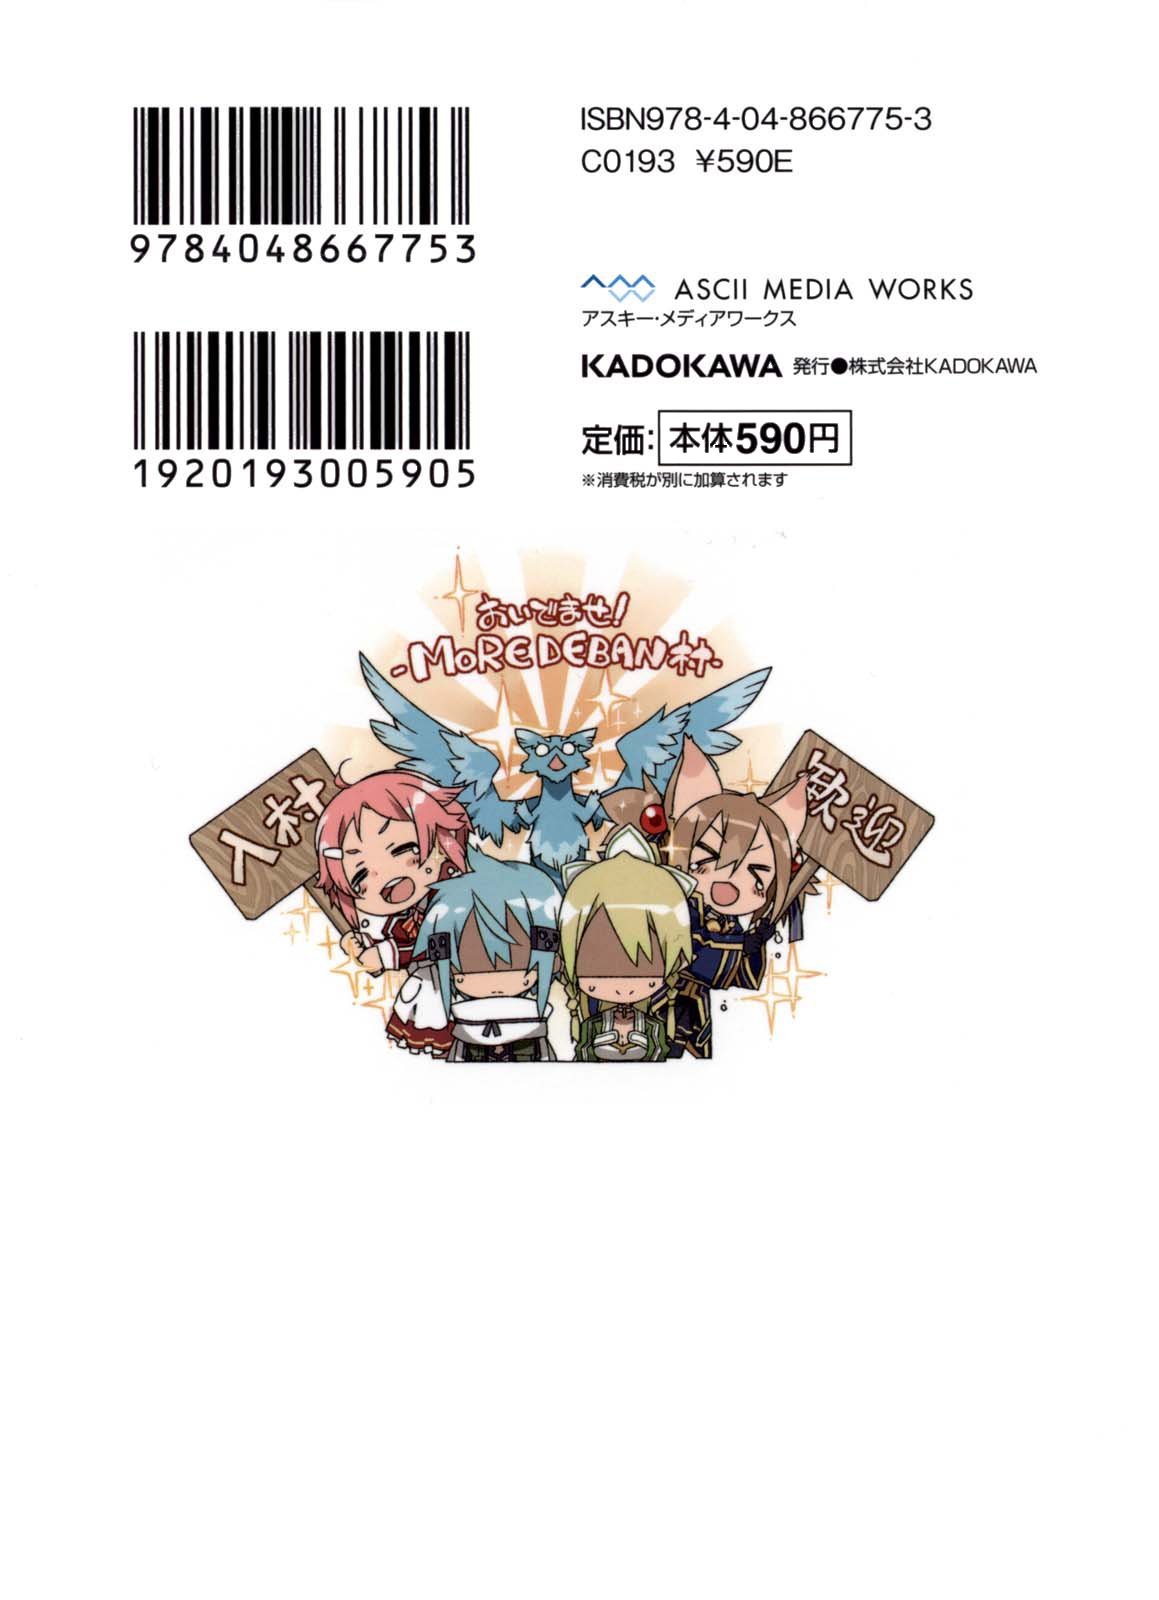 9784048667753
ISBN978-4-04-866775-3
C0193 ¥590E
ASCII MEDIA WORKS
アスキー・メディアワークス
KADOKAWA 発行●株式会社KADOKAWA
1920193005905
定価：本体590円
※消費税が別に加算されます
おいでませ！
-MOREDEBAN村-
入村
歓迎